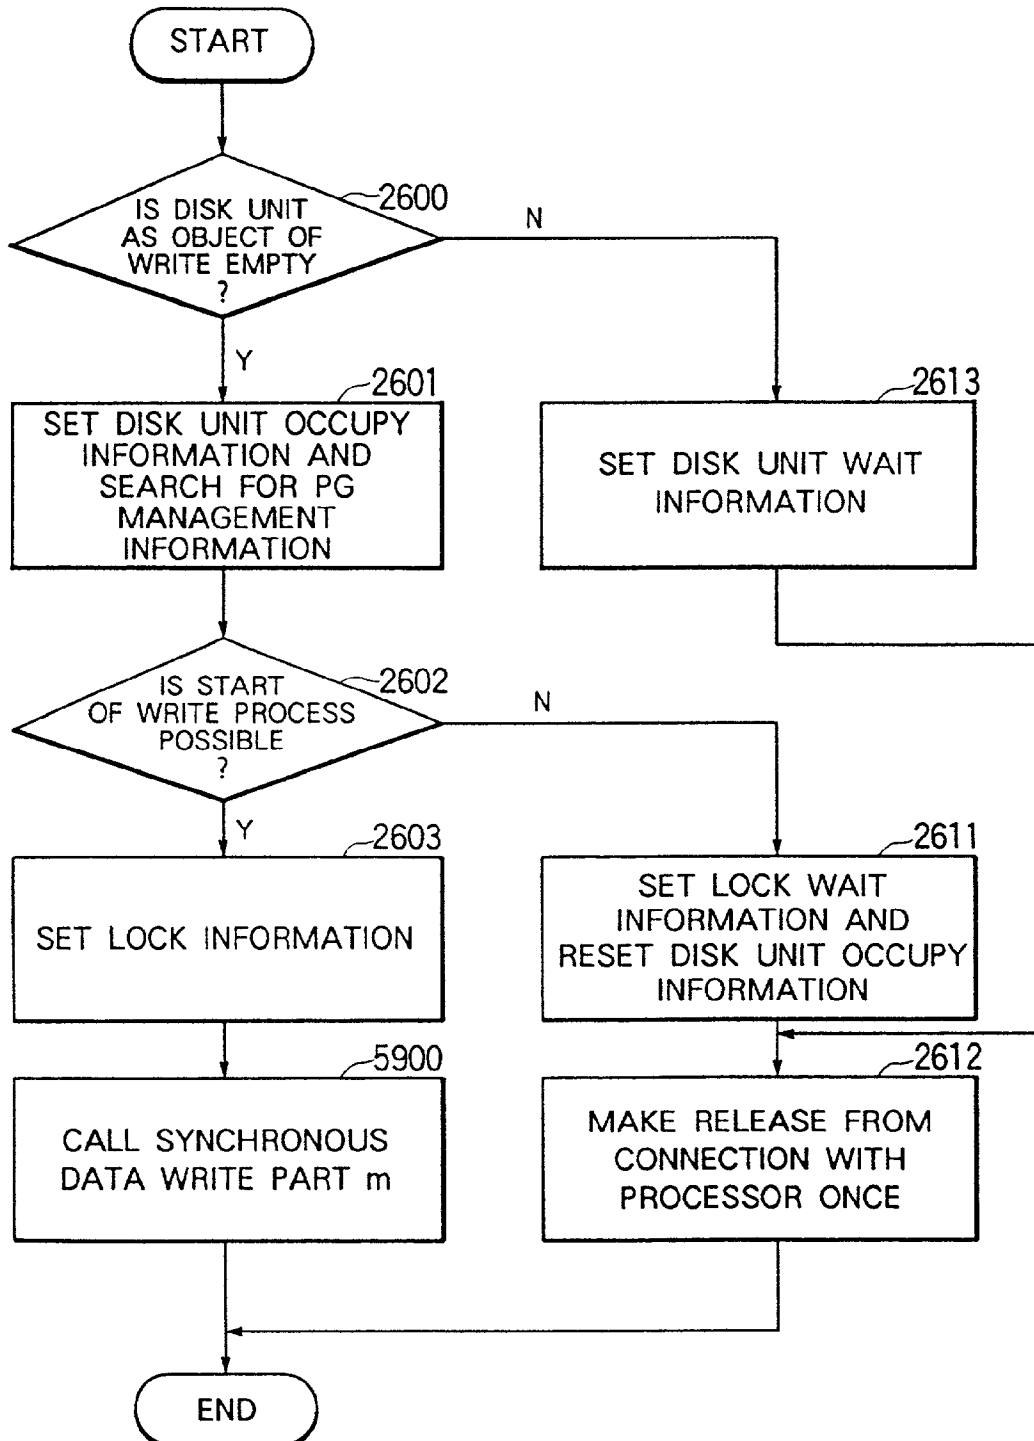 START
2600
IS DISK UNIT
AS OBJECT OF
WRITE EMPTY
?
N
Y
2601
SET DISK UNIT OCCUPY
INFORMATION AND
SEARCH FOR PG
MANAGEMENT
INFORMATION
2613
SET DISK UNIT WAIT
INFORMATION
2602
IS START
OF WRITE PROCESS
POSSIBLE
?
N
Y
2603
SET LOCK INFORMATION
2611
SET LOCK WAIT
INFORMATION AND
RESET DISK UNIT OCCUPY
INFORMATION
5900
CALL SYNCHRONOUS
DATA WRITE PART m
2612
MAKE RELEASE FROM
CONNECTION WITH
PROCESSOR ONCE
END